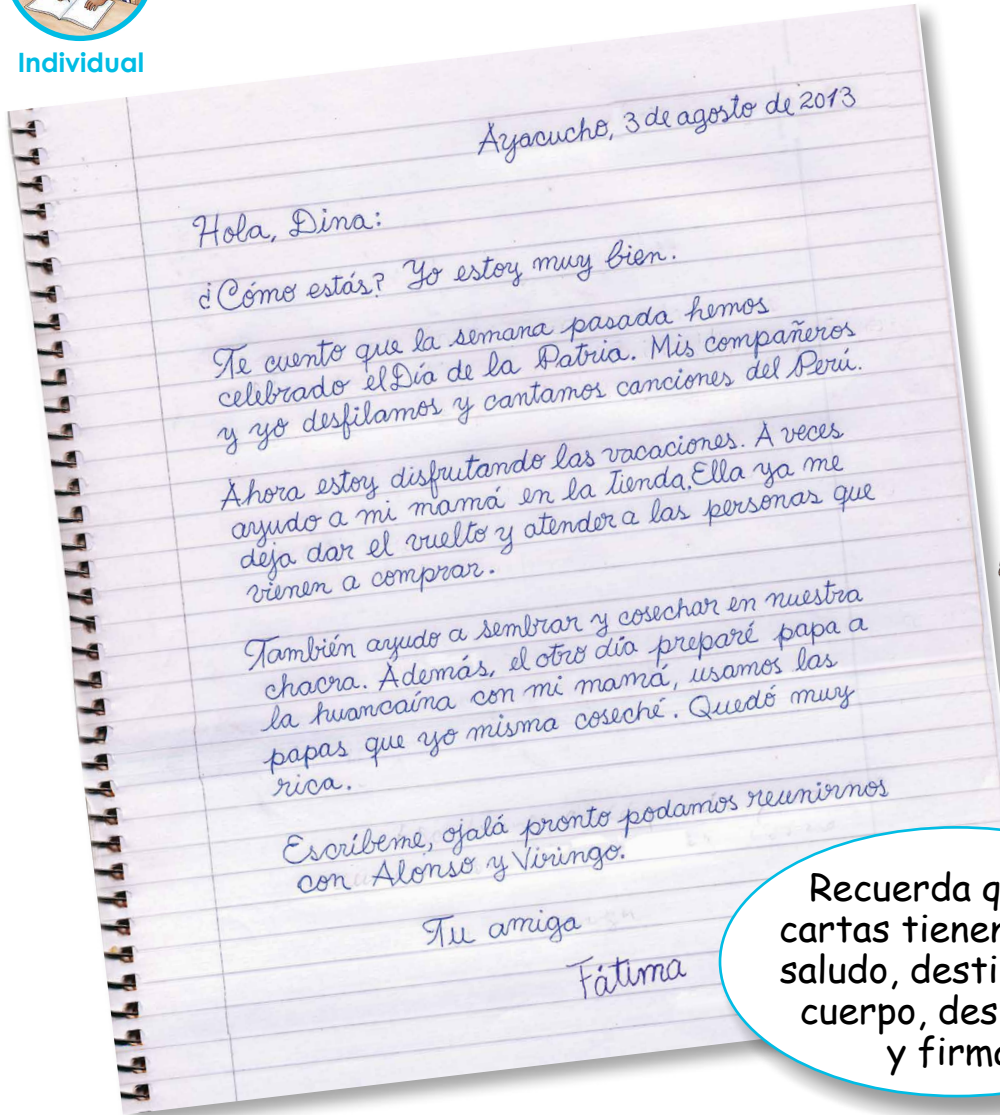 Individual
Ayacucho, 3 de agosto de 2013
Hola, Dina:
¿Cómo estás? Yo estoy muy bien.
Te cuento que la semana pasada hemos
celebrado el Día de la Patria. Mis compañeros
y yo desfilamos y cantamos canciones del Perú.
Ahora estoy disfrutando las vacaciones. A veces
ayudo a mi mamá en la tienda. Ella ya me
deja dar el vuelto y atender a las personas que
vienen a comprar.
También ayudo a sembrar y cosechar en nuestra
chacra. Además, el otro día preparé papa a
la huancaína con mi mamá, usamos las
papas que yo misma coseché. Quedó muy
rica.
Escríbeme, ojalá pronto podamos reunirnos
con Alonso y Viringo.
Tu amiga
Fátima
Recuerda q
cartas tiene
saludo, desti
cuerpo, des
y firm